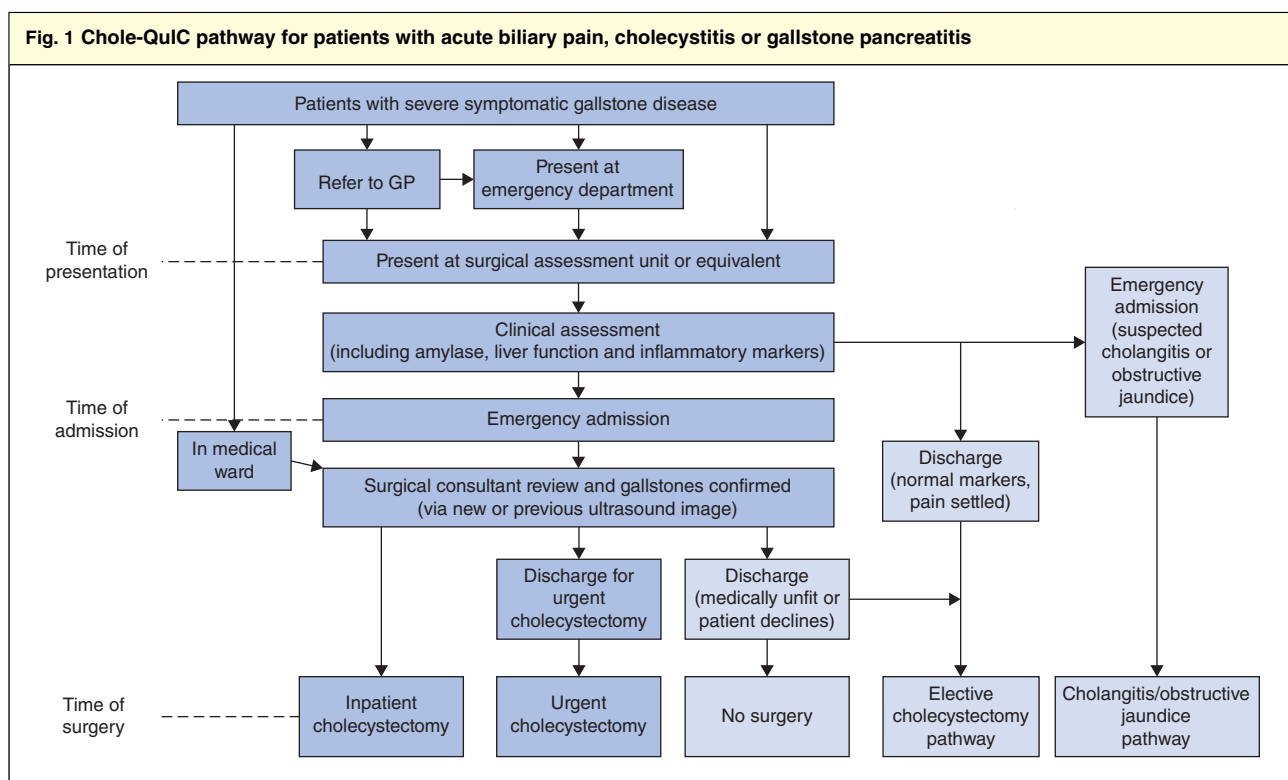 Fig. 1 Chole-QuIC pathway for patients with acute biliary pain, cholecystitis or gallstone pancreatitis
Patients with severe symptomatic gallstone disease
Refer to GP
Present at
emergency department
Time of
presentation
Present at surgical assessment unit or equivalent
Clinical assessment
(including amylase, liver function and inflammatory markers)
Emergency
admission
(suspected
cholangitis or
obstructive
jaundice)
Time of
admission
Emergency admission
In medical
ward
Surgical consultant review and gallstones confirmed
(via new or previous ultrasound image)
Discharge
(normal markers,
pain settled)
Discharge for
urgent
cholecystectomy
Discharge
(medically unfit or
patient declines)
Time of
surgery
Inpatient
cholecystectomy
Urgent
cholecystectomy
No surgery
Elective
cholecystectomy
pathway
Cholangitis/obstructive
jaundice
pathway